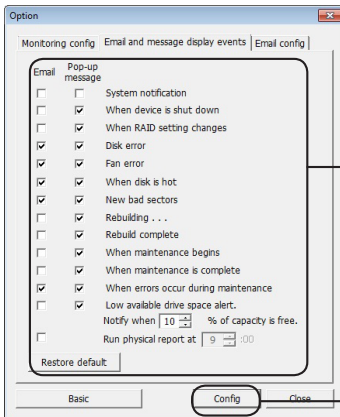 Option
Monitoring config Email and message display events Email config
Email Pop-up message
System notification
When device is shut down
When RAID setting changes
Disk error
Fan error
When disk is hot
New bad sectors
Rebuilding . . .
Rebuild complete
When maintenance begins
When maintenance is complete
When errors occur during maintenance
Low available drive space alert.
Notify when 10 % of capacity is free.
Run physical report at 9 :00
Restore default
Basic Config Close